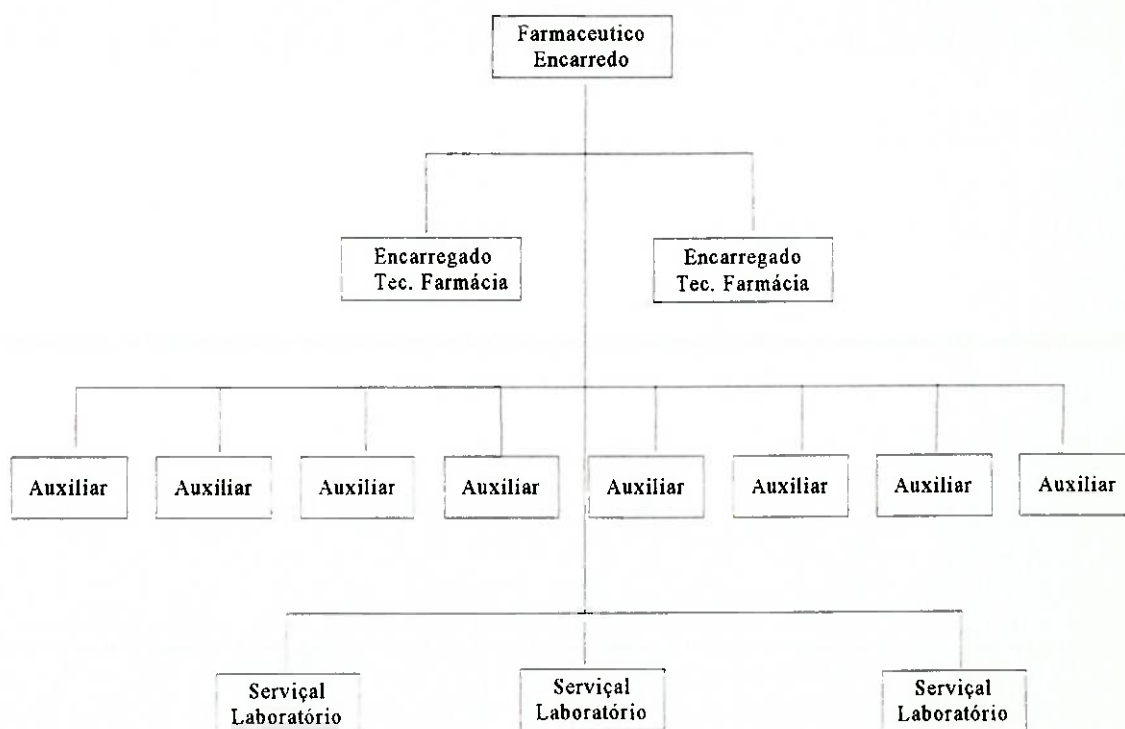 Farmaceutico
Encarredo
Encarregado
Tec. Farmácia
Encarregado
Tec. Farmácia
Auxiliar
Auxiliar
Auxiliar
Auxiliar
Auxiliar
Auxiliar
Auxiliar
Auxiliar
Serviçal
Laboratório
Serviçal
Laboratório
Serviçal
Laboratório